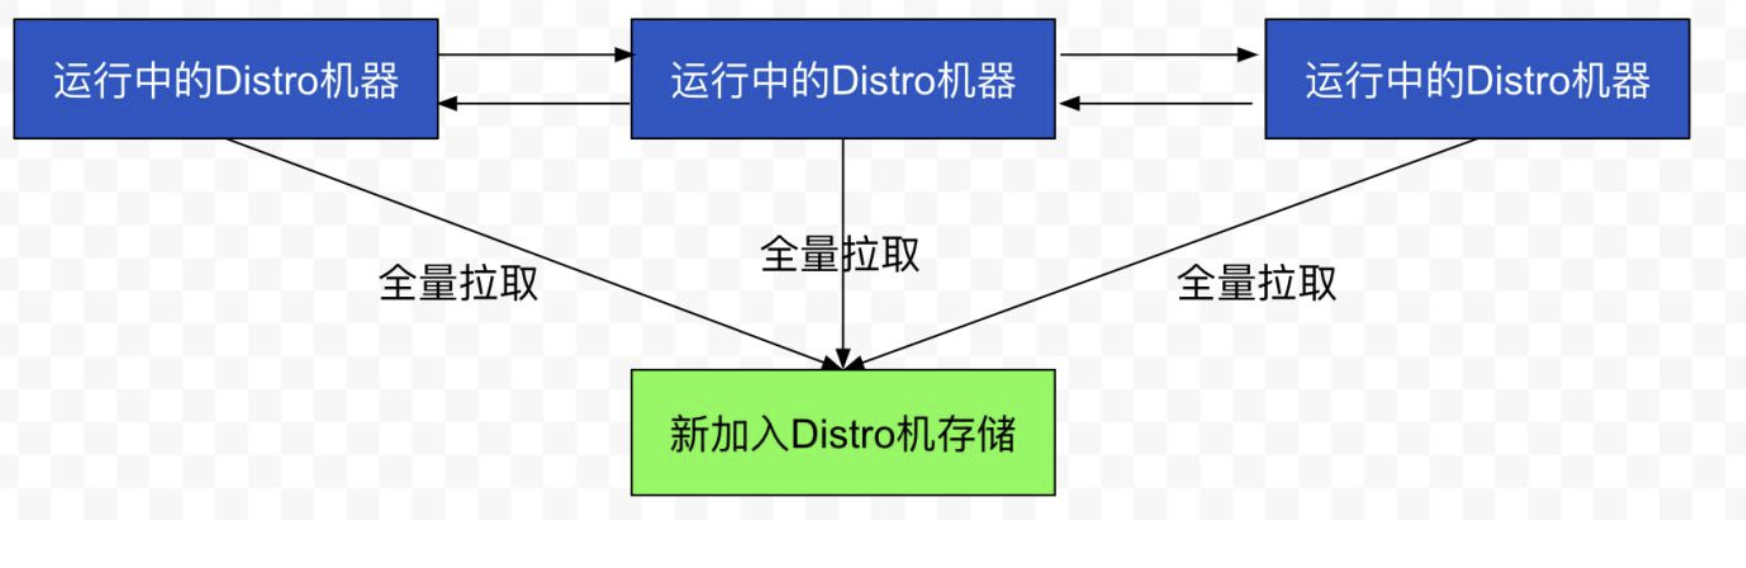 运行中的Distro机器
运行中的Distro机器
运行中的Distro机器
全量拉取
全量拉取
全量拉取
新加入Distro机存储